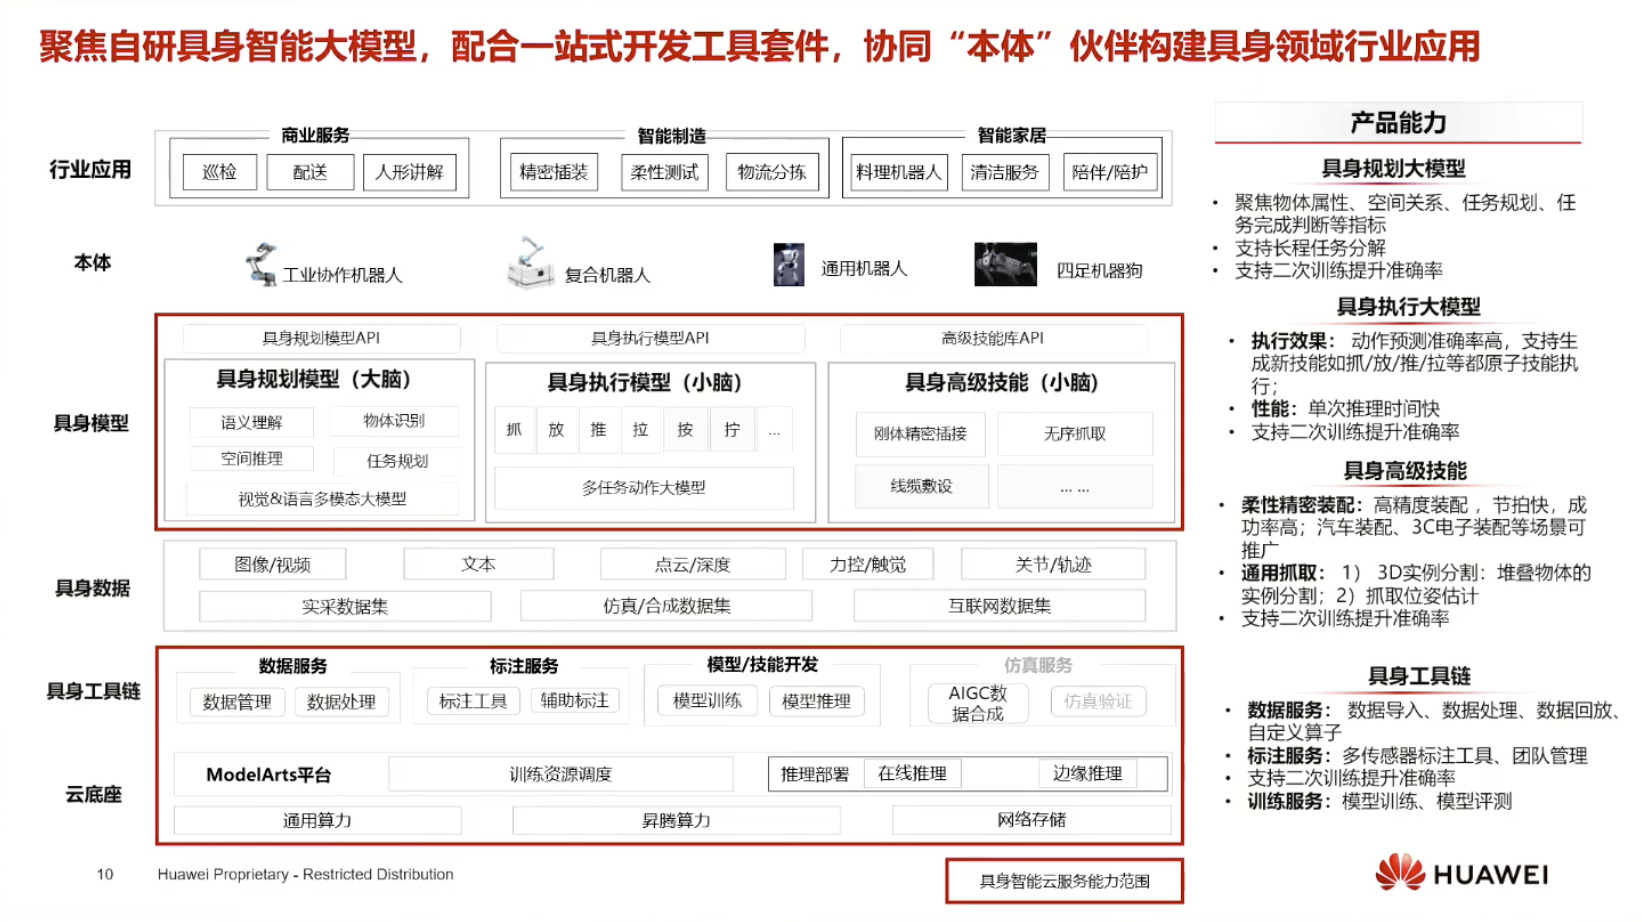 聚焦自研具身智能大模型，配合一站式开发工具套件，协同“本体”伙伴构建具身领域行业应用
行业应用
商业服务
巡检
配送
人形讲解
智能制造
精密插装
柔性测试
物流分拣
智能家居
料理机器人
清洁服务
陪伴/陪护
本体
工业协作机器人
复合机器人
通用机器人
四足机器狗
具身模型
具身规划模型API
具身执行模型API
高级技能库API
具身规划模型（大脑）
语义理解
物体识别
空间推理
任务规划
视觉&语言多模态大模型
具身执行模型（小脑）
抓
放
推
拉
按
拧
...
多任务动作大模型
具身高级技能（小脑）
刚体精密插接
无序抓取
线缆敷设
... ...
具身数据
图像/视频
文本
点云/深度
力控/触觉
关节/轨迹
实采数据集
仿真/合成数据集
互联网数据集
具身工具链
数据服务
数据管理
数据处理
标注服务
标注工具
辅助标注
模型/技能开发
模型训练
模型推理
仿真服务
AIGC数
据合成
仿真验证
云底座
ModelArts平台
训练资源调度
推理部署
在线推理
边缘推理
通用算力
昇腾算力
网络存储
产品能力
具身规划大模型
• 聚焦物体属性、空间关系、任务规划、任
务完成判断等指标
• 支持长程任务分解
• 支持二次训练提升准确率
具身执行大模型
• 执行效果：动作预测准确率高，支持生
成新技能如抓/放/推/拉等都原子技能执
行；
• 性能：单次推理时间快
• 支持二次训练提升准确率
具身高级技能
• 柔性精密装配：高精度装配，节拍快，成
功率高；汽车装配、3C电子装配等场景可
推广
• 通用抓取：1） 3D实例分割：堆叠物体的
实例分割；2）抓取位姿估计
• 支持二次训练提升准确率
具身工具链
• 数据服务：数据导入、数据处理、数据回放、
自定义算子
• 标注服务：多传感器标注工具、团队管理
• 支持二次训练提升准确率
• 训练服务：模型训练、模型评测
10
Huawei Proprietary - Restricted Distribution
具身智能云服务能力范围
HUAWEI